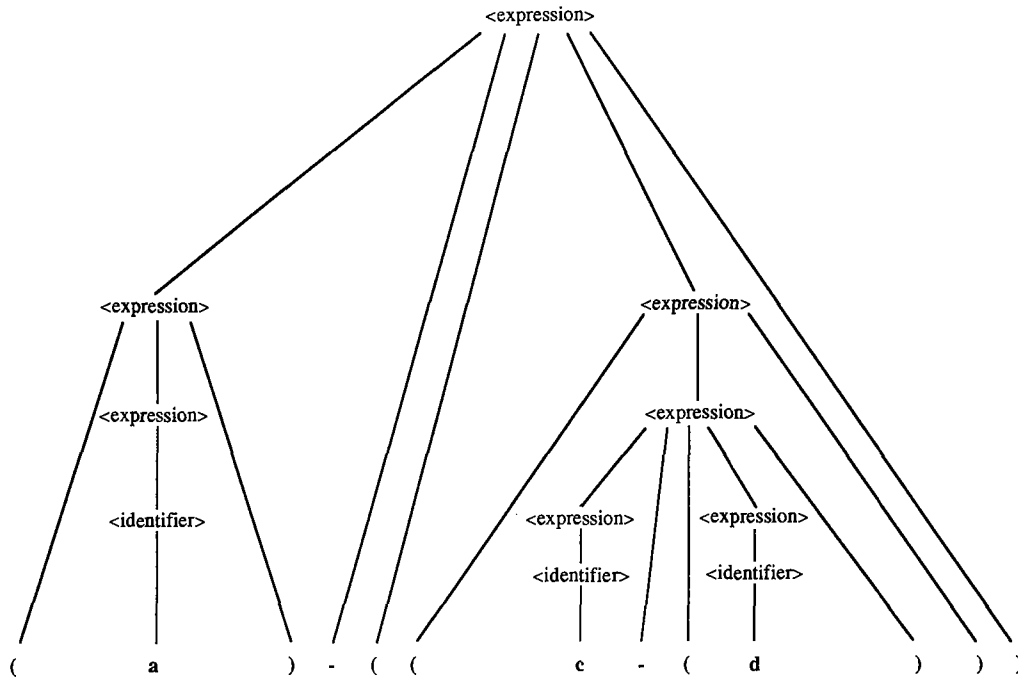 <expression>
<expression> <expression>
<expression> <expression>
<expression> <expression>
<identifier>
<identifier> <identifier>
( a ) - ( ( c - ( d ) ) )